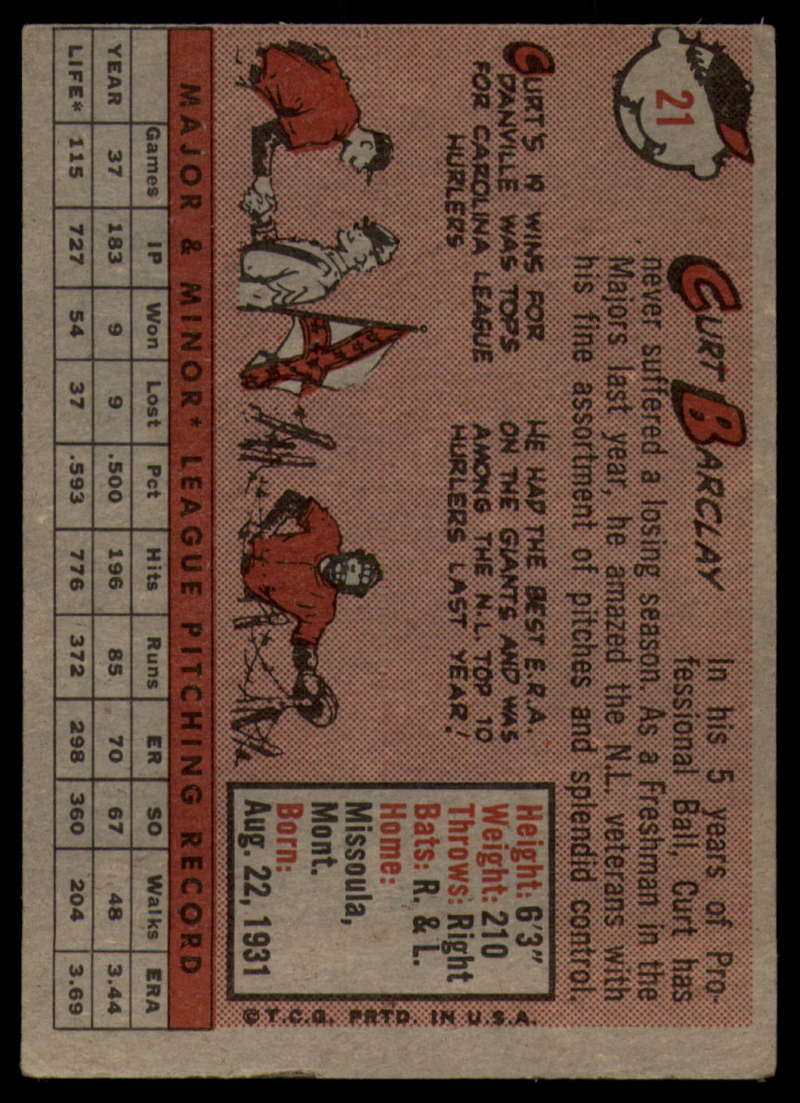 21
CURT BARCLAY
In his 5 years of Pro-
fessional Ball, Curt has
never suffered a losing season. As a Freshman in the
Majors last year, he amazed the N.L. veterans with
his fine assortment of pitches and splendid control.
CURT'S 19 WINS FOR
DANVILLE WAS TOPS
FOR CAROLINA LEAGUE
HURLERS
HE HAD THE BEST E.R.A.
ON THE GIANTS AND WAS
AMONG THE N.L. TOP 10
HURLERS LAST YEAR!
Height: 6'3"
Weight: 210
Throws: Right
Bats: R. & L.
Home:
Missoula,
Mont.
Born:
Aug. 22, 1931
©T.C.G. PRTD. IN U.S.A.
MAJOR & MINOR* LEAGUE PITCHING RECORD
Games IP Won Lost Pct Hits Runs ER SO Walks ERA
YEAR 37 183 9 9 .500 196 85 70 67 48 3.44
LIFE* 115 727 54 37 .593 776 372 298 360 204 3.69